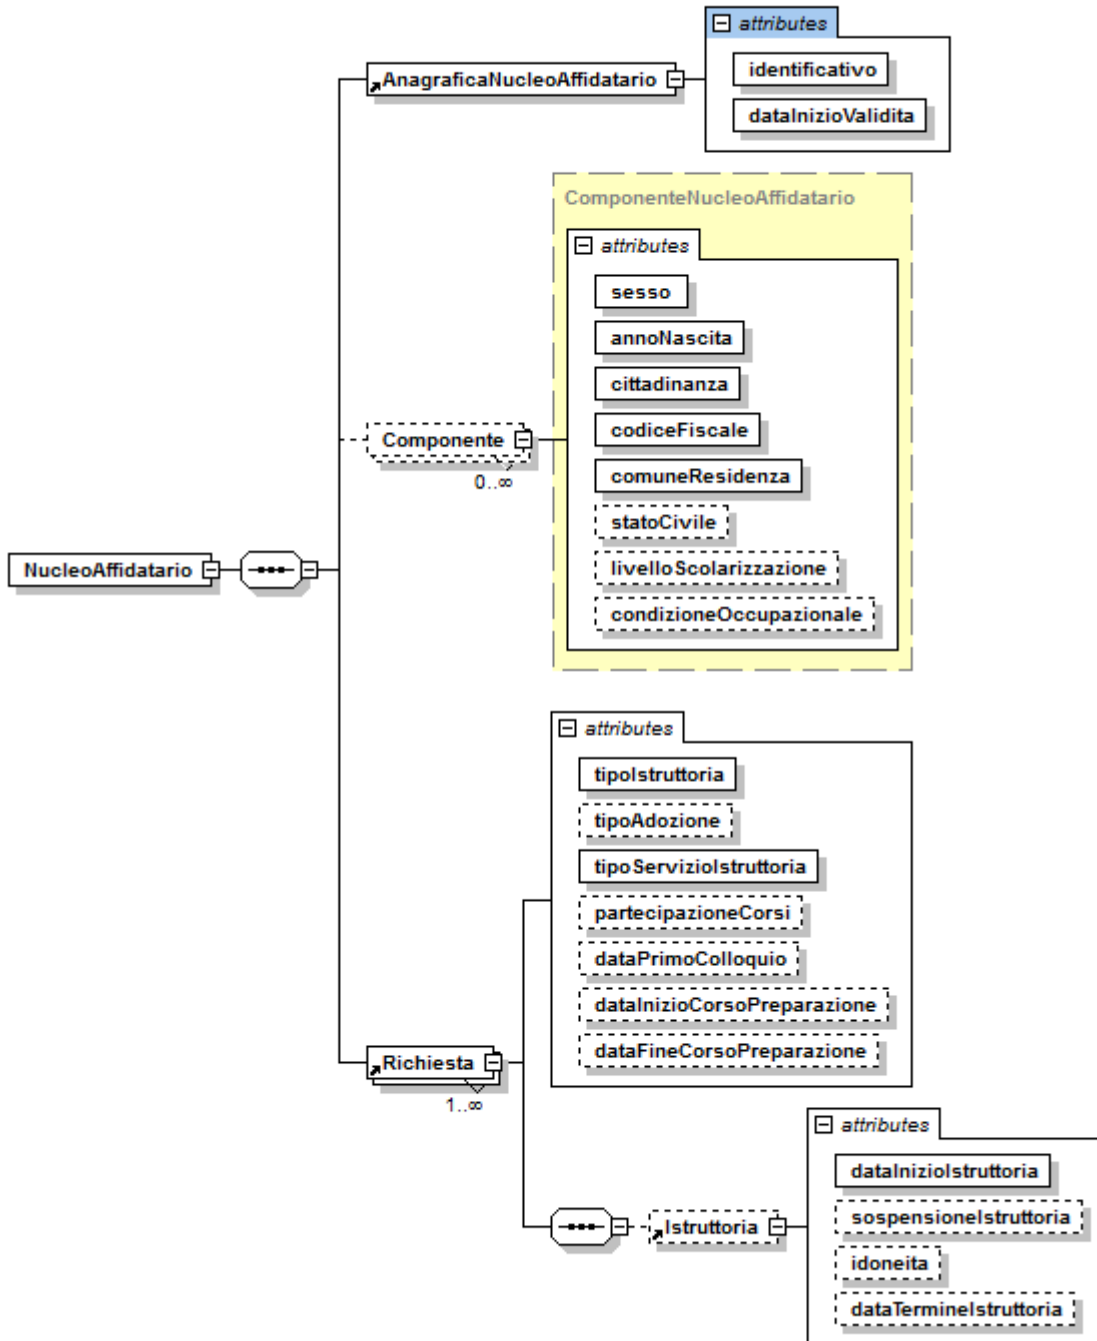 attributes
identificativo
dataInizioValidita
AnagraficaNucleoAffidatario
ComponenteNucleoAffidatario
attributes
sesso
annoNascita
cittadinanza
codiceFiscale
comuneResidenza
statoCivile
livelloScolarizzazione
condizioneOccupazionale
Componente
0..∞
NucleoAffidatario
attributes
tipoIstruttoria
tipoAdozione
tipoServizioIstruttoria
partecipazioneCorsi
dataPrimoColloquio
dataInizioCorsoPreparazione
dataFineCorsoPreparazione
Richiesta
1..∞
attributes
dataInizioIstruttoria
sospensioneIstruttoria
idoneita
dataTermineIstruttoria
Istruttoria